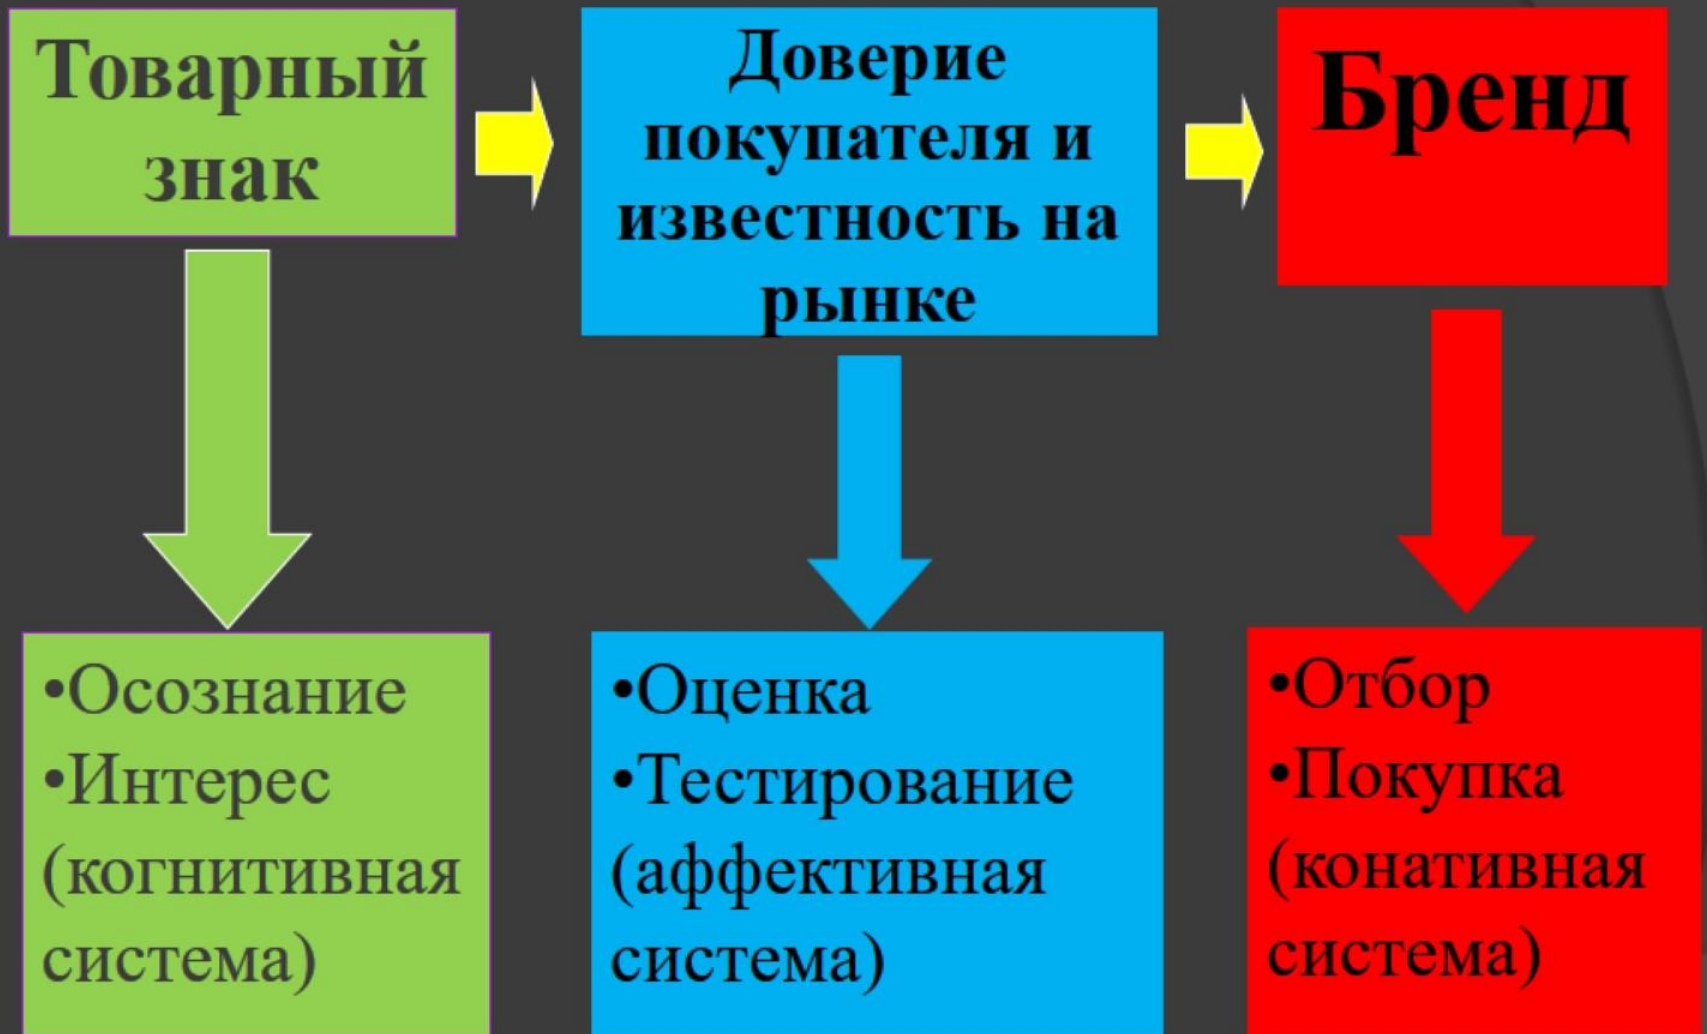 Товарный
знак
Доверие
покупателя и
известность на
рынке
Бренд
•Осознание
•Интерес
(когнитивная
система)
•Оценка
•Тестирование
(аффективная
система)
•Отбор
•Покупка
(конативная
система)